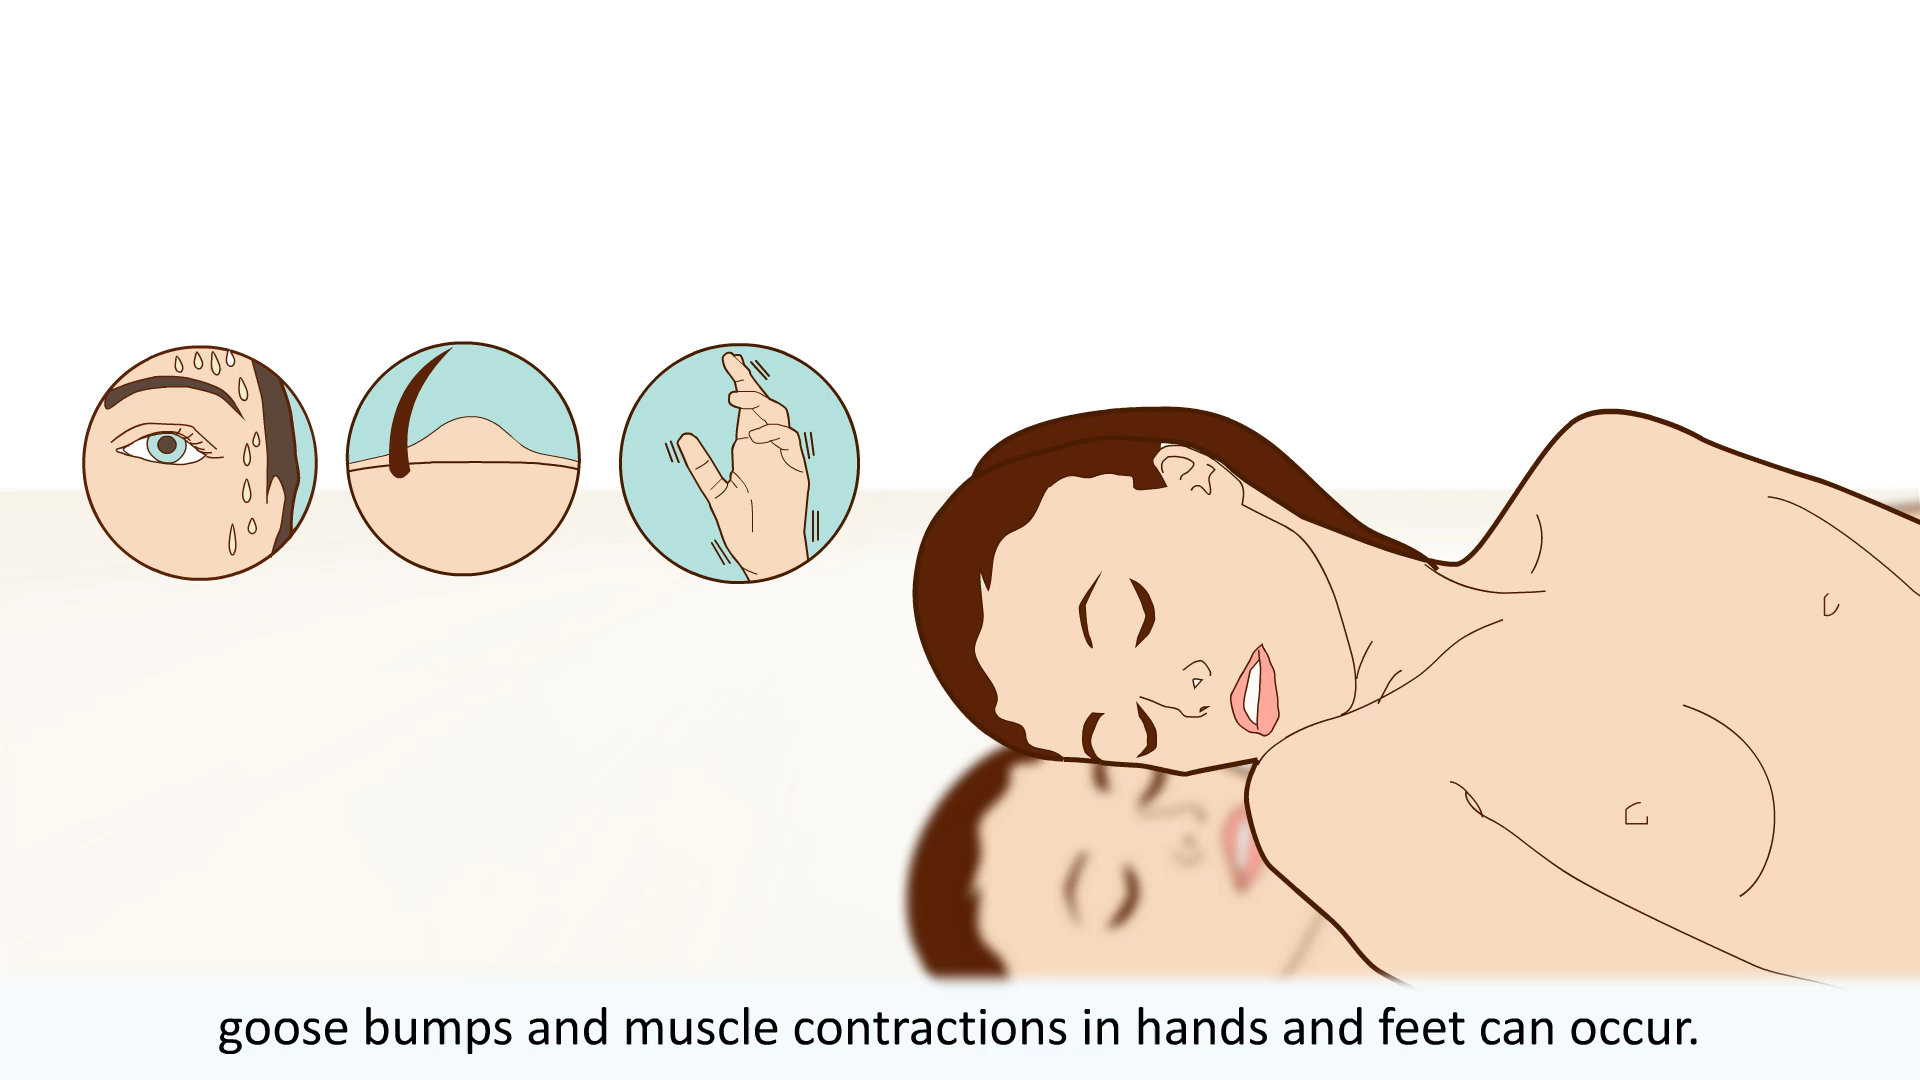 goose bumps and muscle contractions in hands and feet can occur.